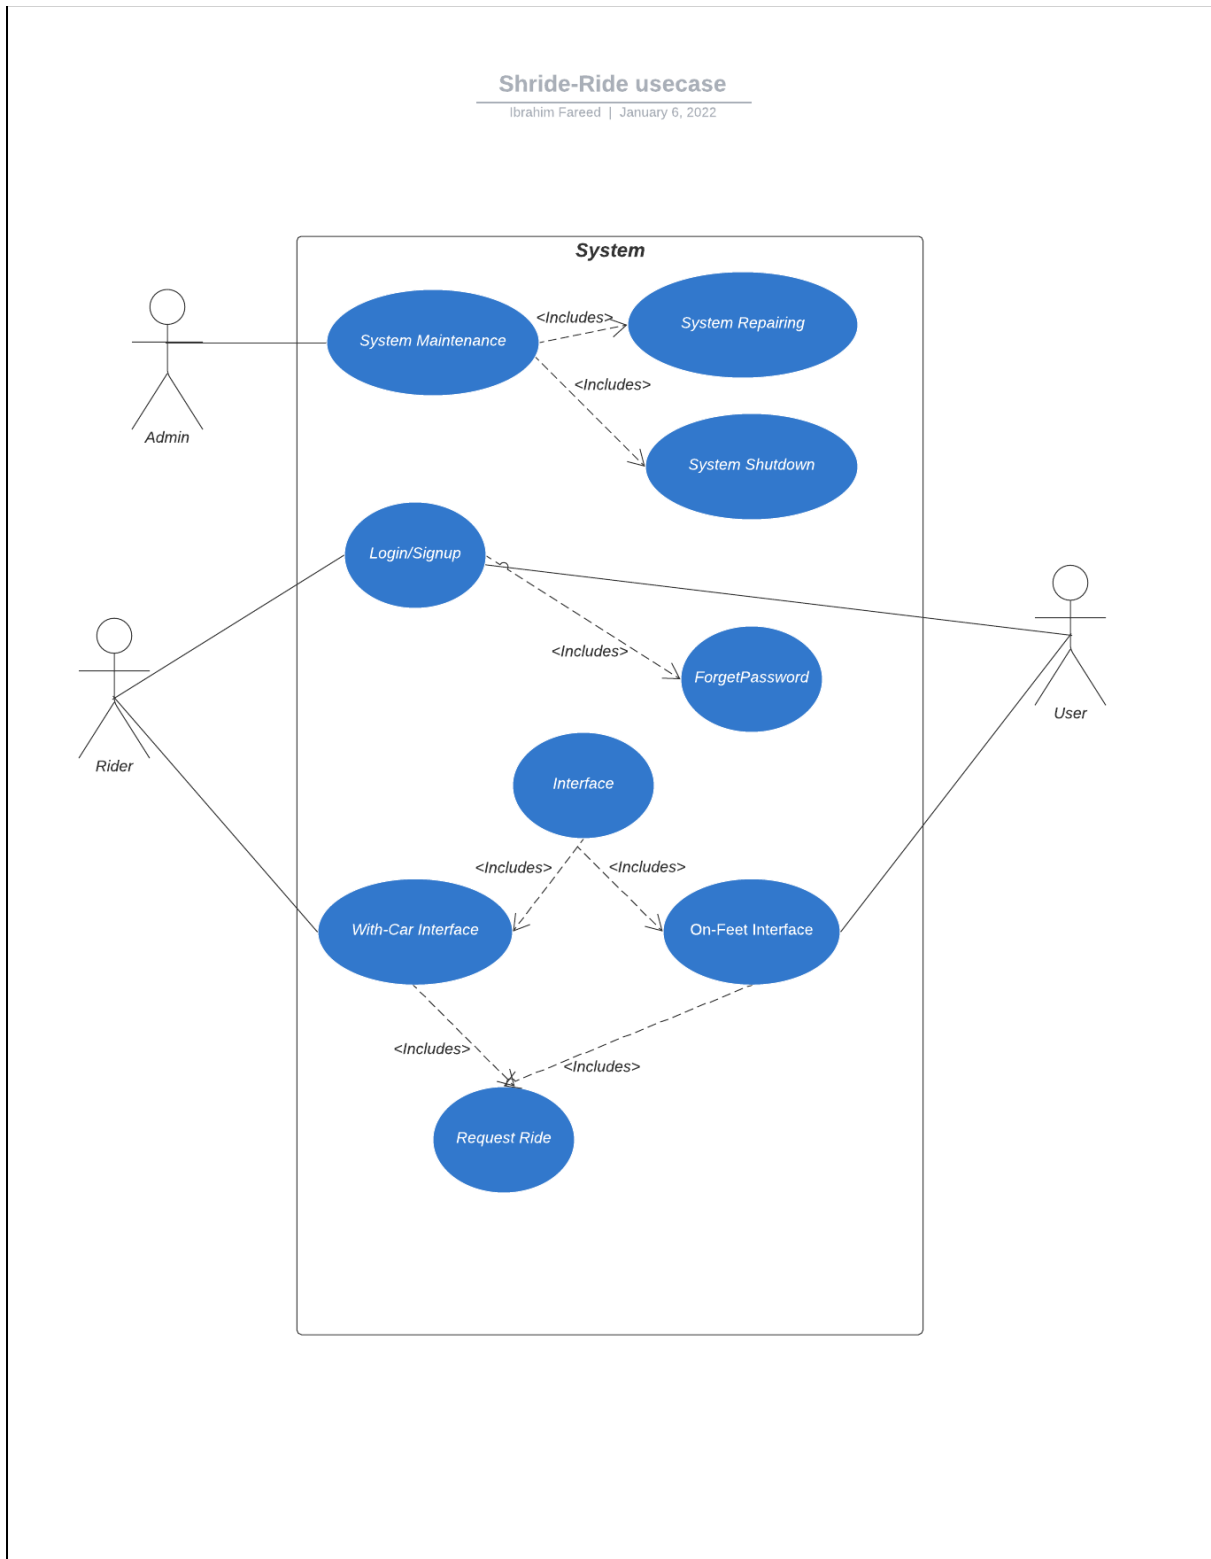 Shride-Ride usecase
Ibrahim Fareed | January 6, 2022
System
System Maintenance
<Includes>
System Repairing
<Includes>
System Shutdown
Admin
Login/Signup
<Includes>
ForgetPassword
User
Rider
Interface
<Includes>
<Includes>
With-Car Interface
On-Feet Interface
<Includes>
<Includes>
Request Ride